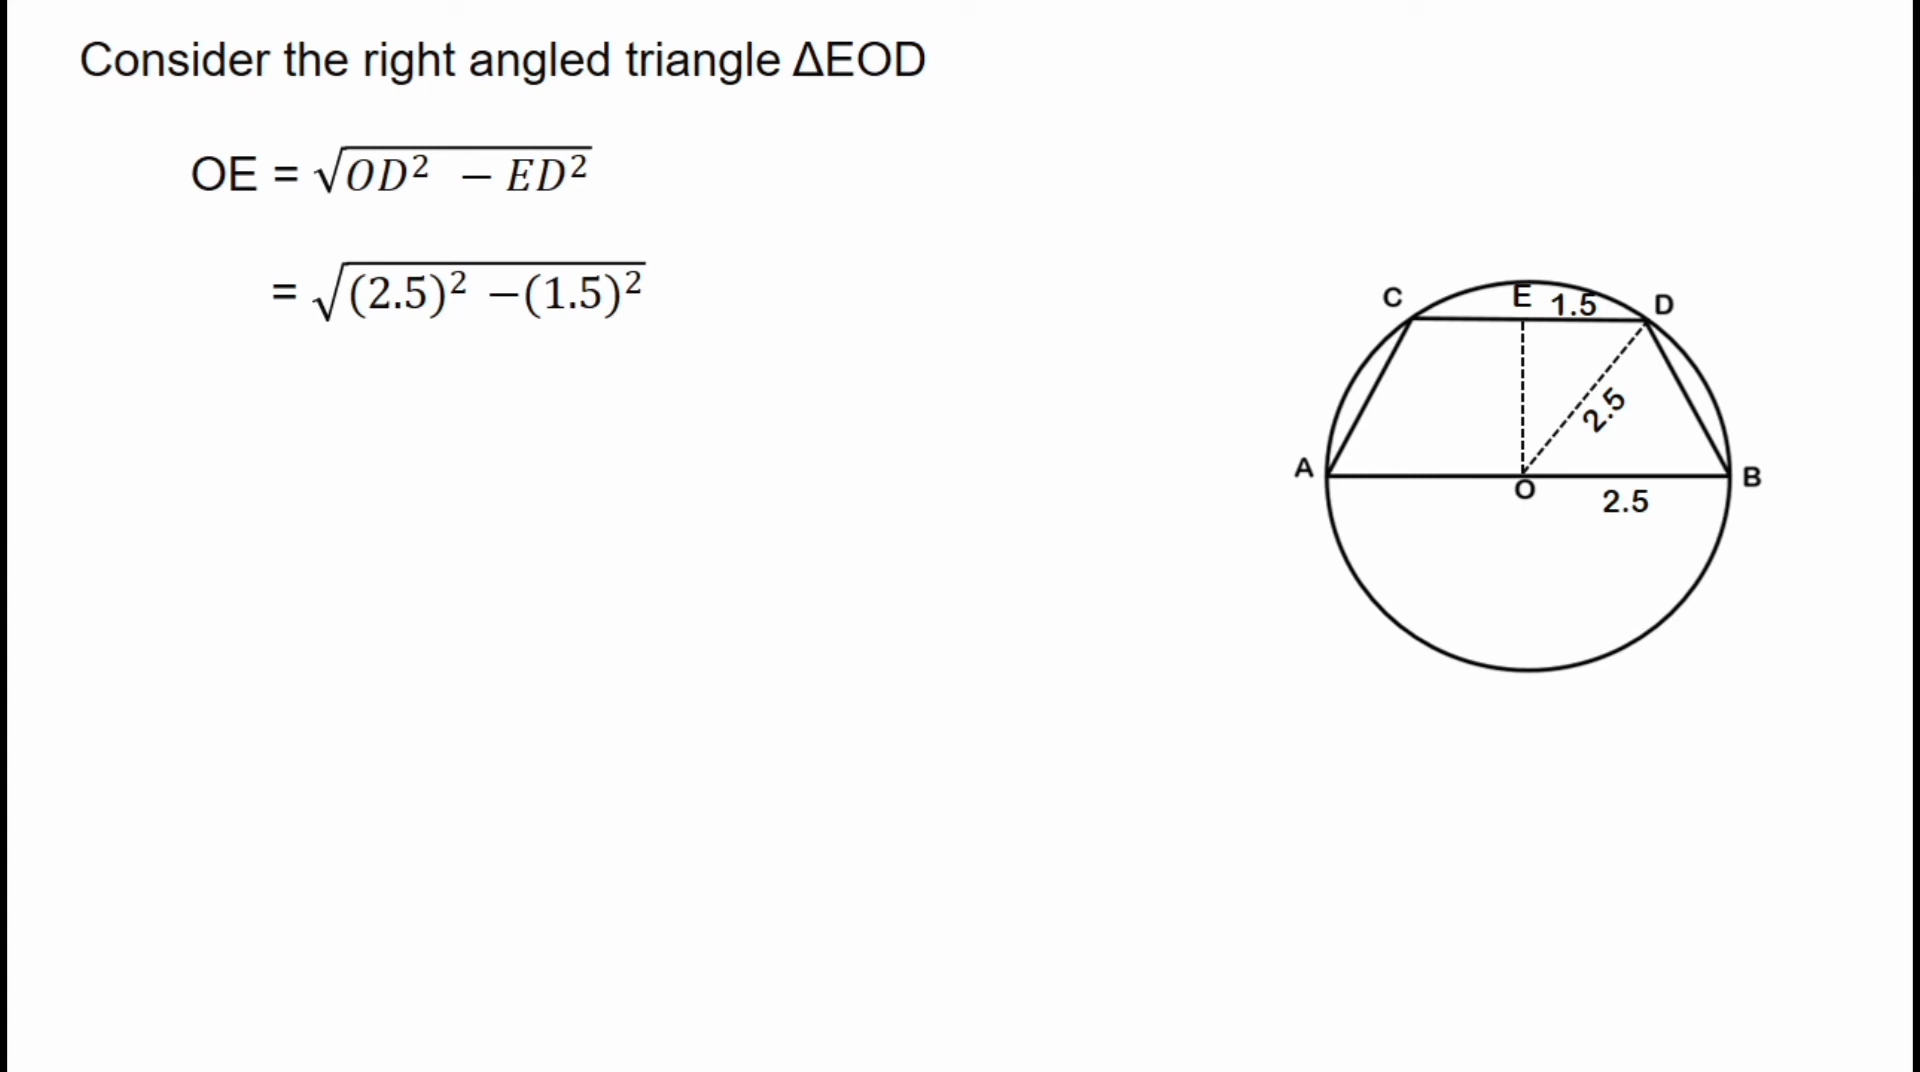 Consider the right angled triangle ΔEOD
OE = √OD² − ED²
= √(2.5)² −(1.5)²
C
E
1.5
D
2.5
A
O
B
2.5